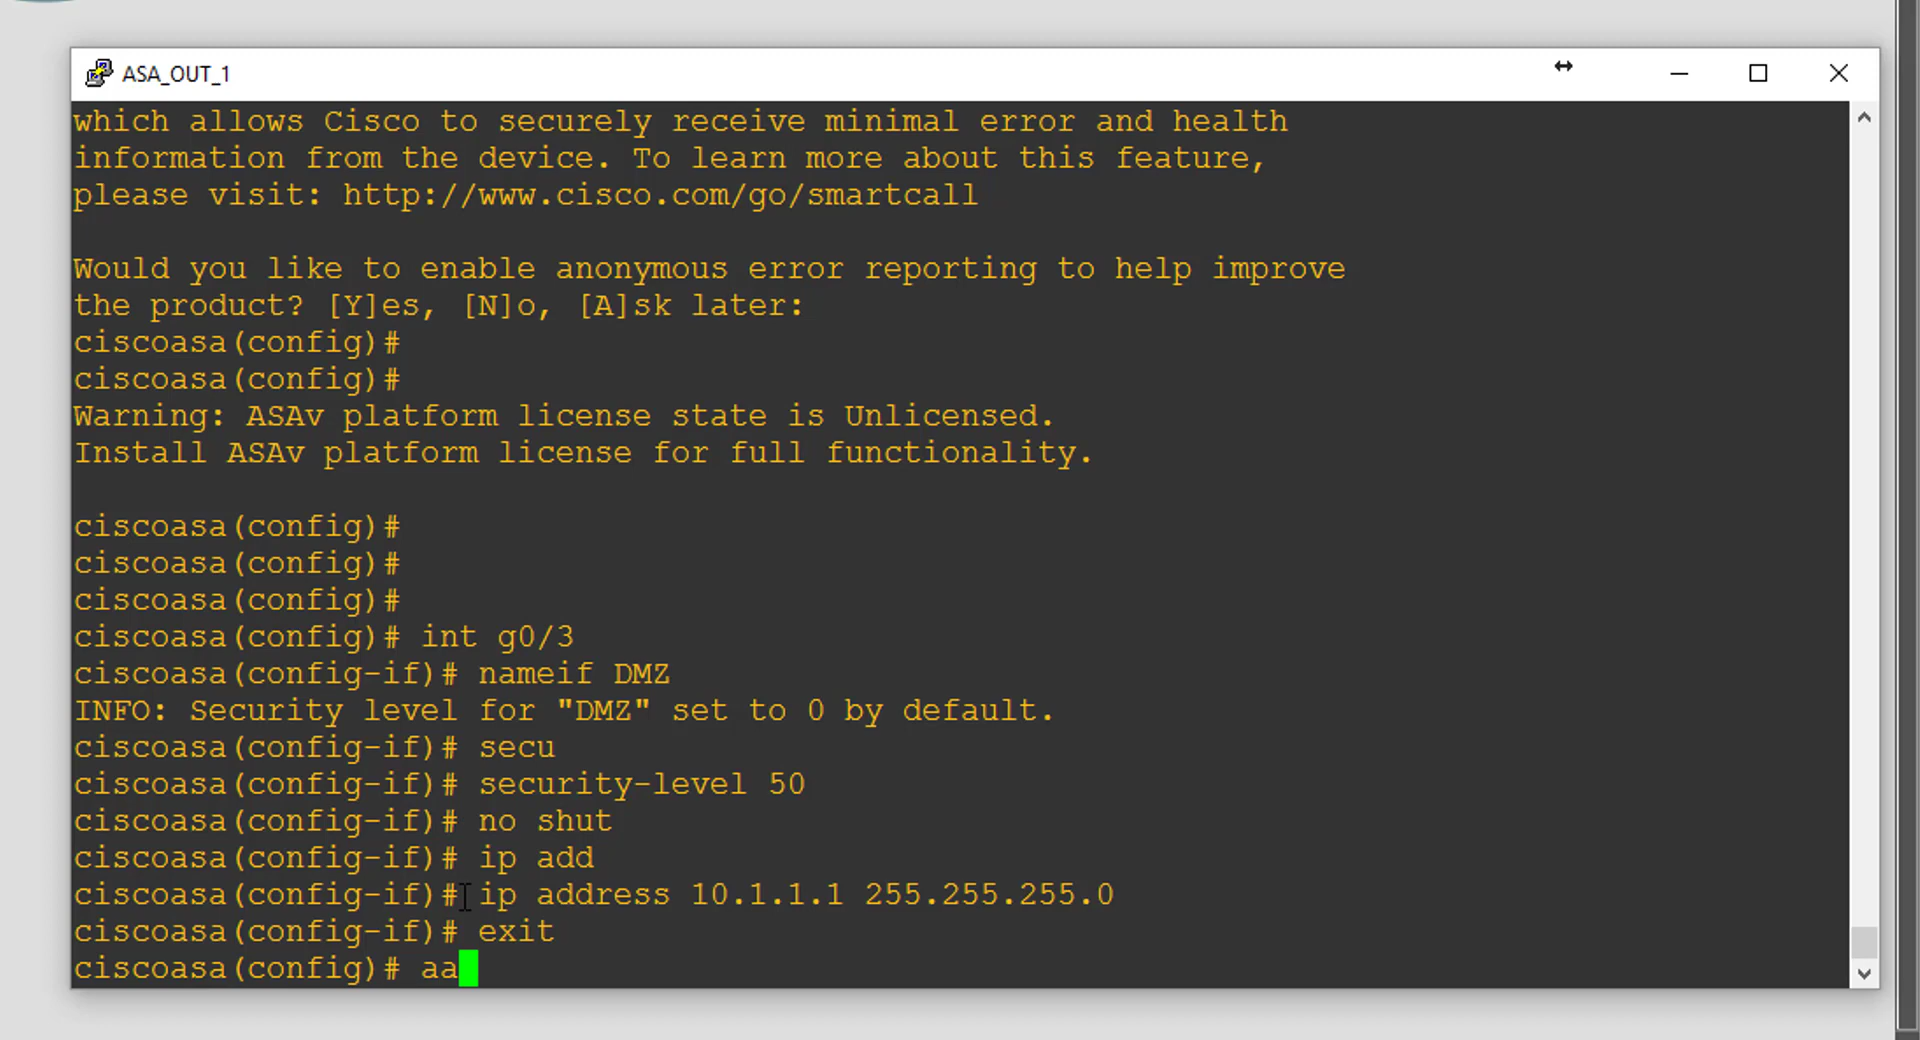 ASA_OUT_1
which allows Cisco to securely receive minimal error and health
information from the device. To learn more about this feature,
please visit: http://www.cisco.com/go/smartcall
Would you like to enable anonymous error reporting to help improve
the product? [Y]es, [N]o, [A]sk later:
ciscoasa(config)#
ciscoasa(config)#
Warning: ASAv platform license state is Unlicensed.
Install ASAv platform license for full functionality.
ciscoasa(config)#
ciscoasa(config)#
ciscoasa(config)#
ciscoasa(config)# int g0/3
ciscoasa(config-if)# nameif DMZ
INFO: Security level for "DMZ" set to 0 by default.
ciscoasa(config-if)# secu
ciscoasa(config-if)# security-level 50
ciscoasa(config-if)# no shut
ciscoasa(config-if)# ip add
ciscoasa(config-if)# ip address 10.1.1.1 255.255.255.0
ciscoasa(config-if)# exit
ciscoasa(config)# aa